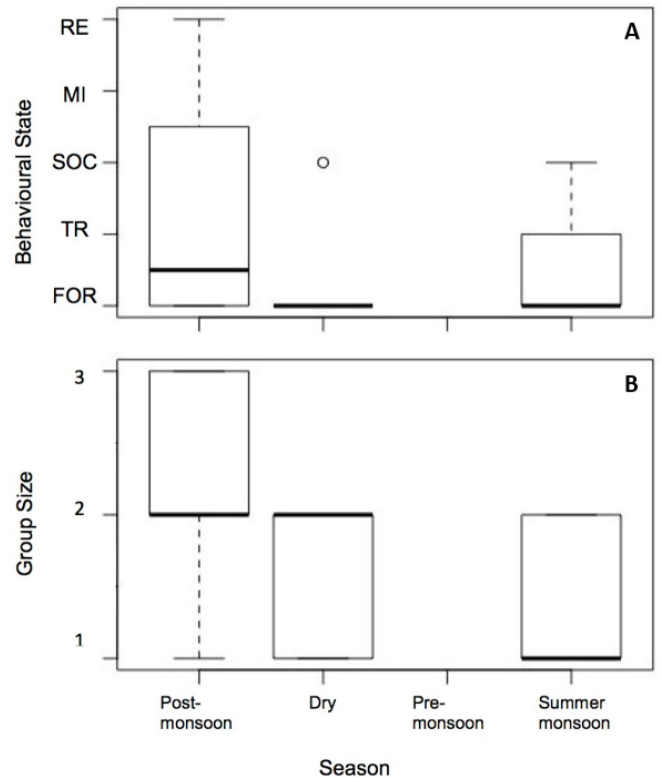 A
Behavioural State
RE
MI
SOC
TR
FOR
B
Group Size
3
2
1
Post-
monsoon
Dry
Pre-
monsoon
Summer
monsoon
Season